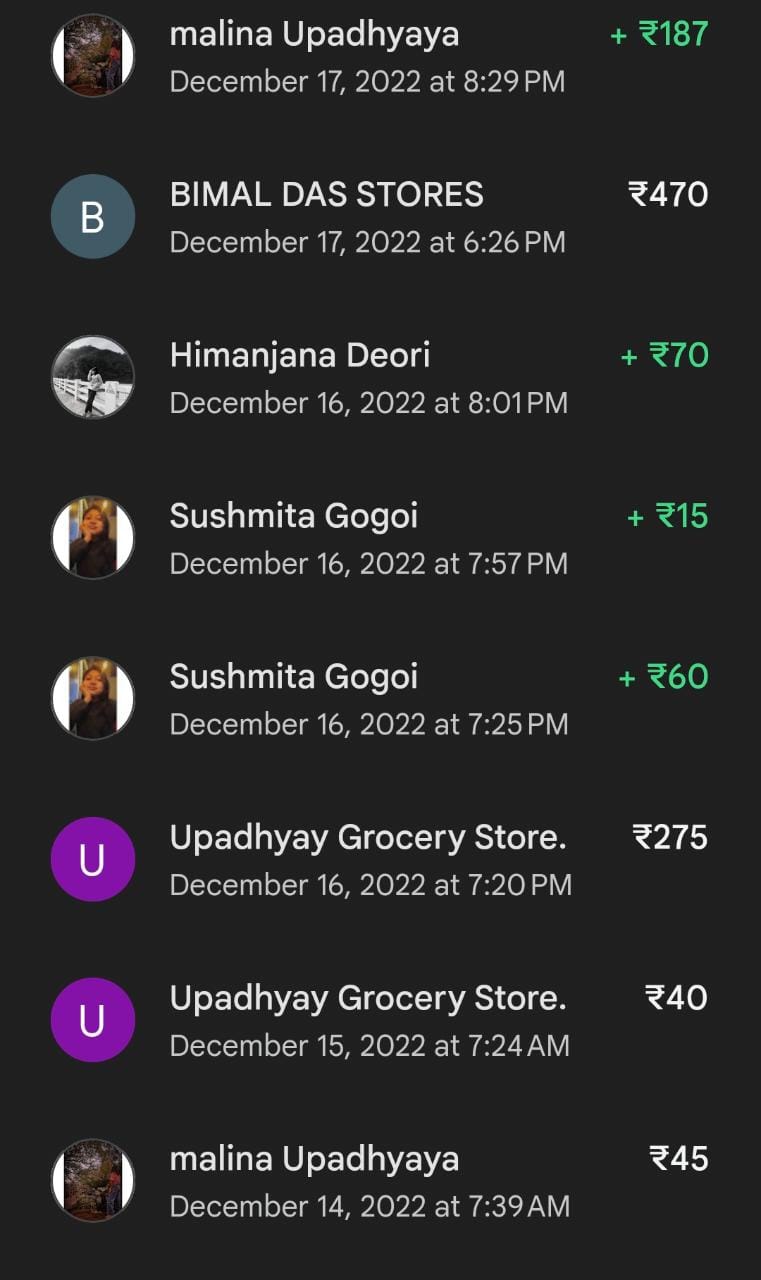 malina Upadhyaya + ₹187
December 17, 2022 at 8:29 PM
B BIMAL DAS STORES ₹470
December 17, 2022 at 6:26 PM
Himanjana Deori + ₹70
December 16, 2022 at 8:01 PM
Sushmita Gogoi + ₹15
December 16, 2022 at 7:57 PM
Sushmita Gogoi + ₹60
December 16, 2022 at 7:25 PM
U Upadhyay Grocery Store. ₹275
December 16, 2022 at 7:20 PM
U Upadhyay Grocery Store. ₹40
December 15, 2022 at 7:24 AM
malina Upadhyaya ₹45
December 14, 2022 at 7:39 AM